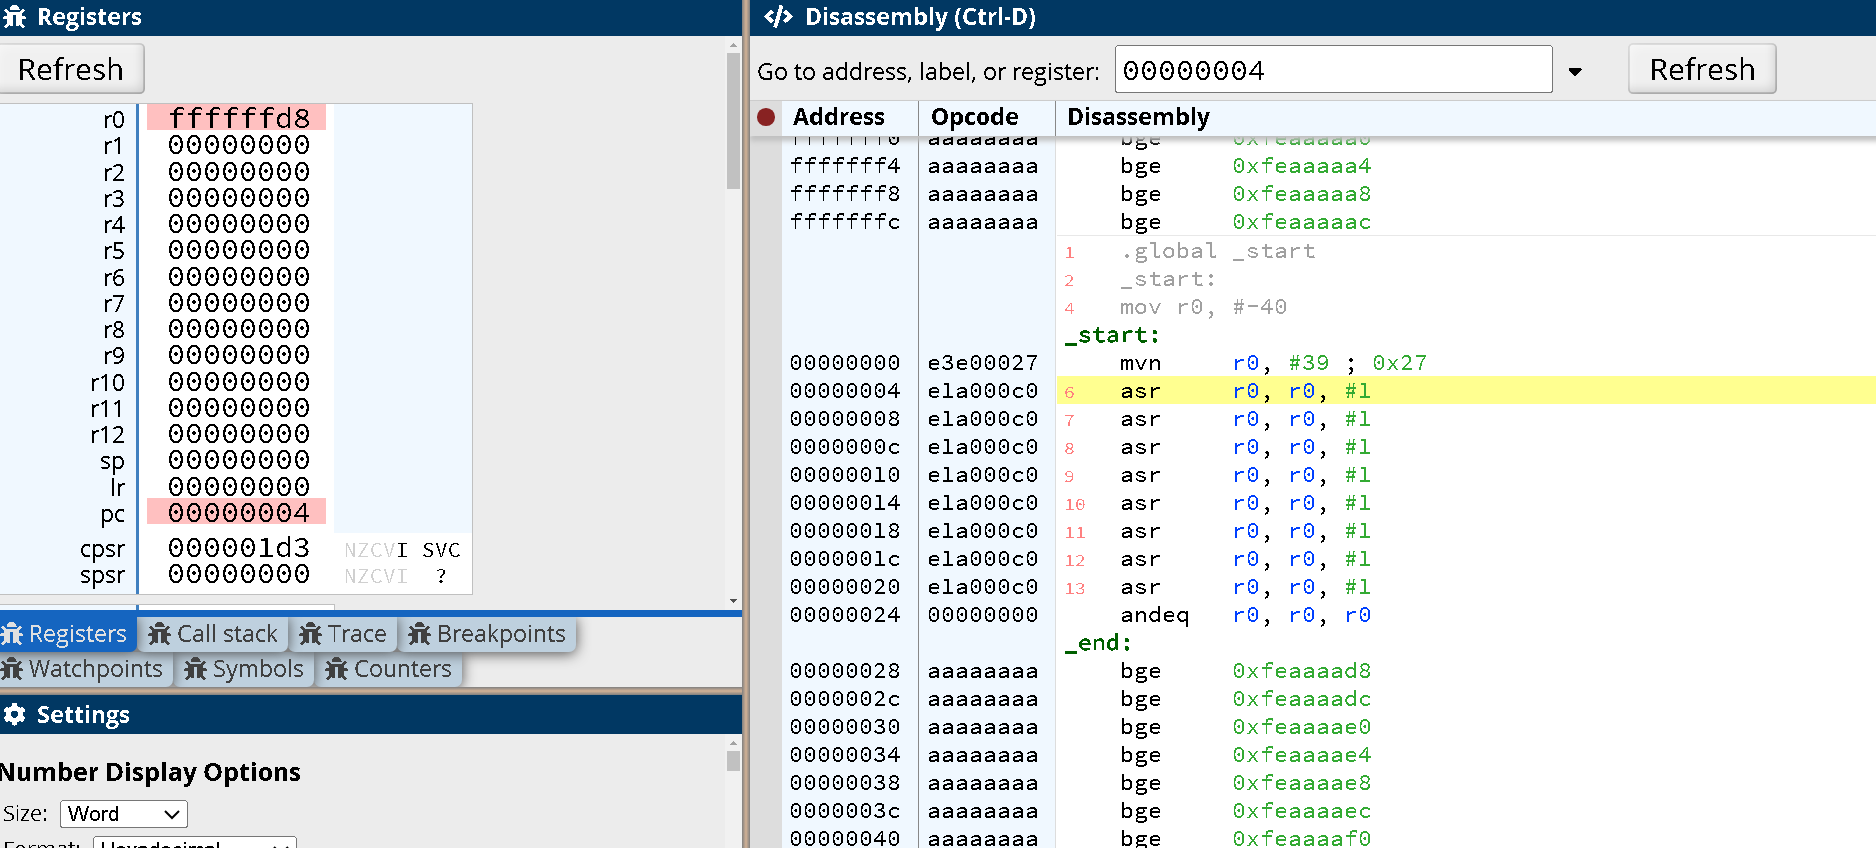 Registers
Refresh
r0 ffffffd8
r1 00000000
r2 00000000
r3 00000000
r4 00000000
r5 00000000
r6 00000000
r7 00000000
r8 00000000
r9 00000000
r10 00000000
r11 00000000
r12 00000000
sp 00000000
lr 00000000
pc 00000004
cpsr 000001d3 NZCVI SVC
spsr 00000000 NZCVI ?
Registers Call stack Trace Breakpoints
Watchpoints Symbols Counters
Settings
Number Display Options
Size: Word
Format: Hexadecimal
Disassembly (Ctrl-D)
Go to address, label, or register: 00000004 Refresh
Address Opcode Disassembly
fffffff0 aaaaaaaa bge 0xfeaaaaa0
fffffff4 aaaaaaaa bge 0xfeaaaaa4
fffffff8 aaaaaaaa bge 0xfeaaaaa8
fffffffc aaaaaaaa bge 0xfeaaaaac
1 .global _start
2 _start:
4 mov r0, #-40
_start:
00000000 e3e00027 mvn r0, #39 ; 0x27
00000004 e1a000c0 6 asr r0, r0, #1
00000008 e1a000c0 7 asr r0, r0, #1
0000000c e1a000c0 8 asr r0, r0, #1
00000010 e1a000c0 9 asr r0, r0, #1
00000014 e1a000c0 10 asr r0, r0, #1
00000018 e1a000c0 11 asr r0, r0, #1
0000001c e1a000c0 12 asr r0, r0, #1
00000020 e1a000c0 13 asr r0, r0, #1
00000024 00000000 andeq r0, r0, r0
_end:
00000028 aaaaaaaa bge 0xfeaaaad8
0000002c aaaaaaaa bge 0xfeaaaadc
00000030 aaaaaaaa bge 0xfeaaaae0
00000034 aaaaaaaa bge 0xfeaaaae4
00000038 aaaaaaaa bge 0xfeaaaae8
0000003c aaaaaaaa bge 0xfeaaaaec
00000040 aaaaaaaa bge 0xfeaaaaf0